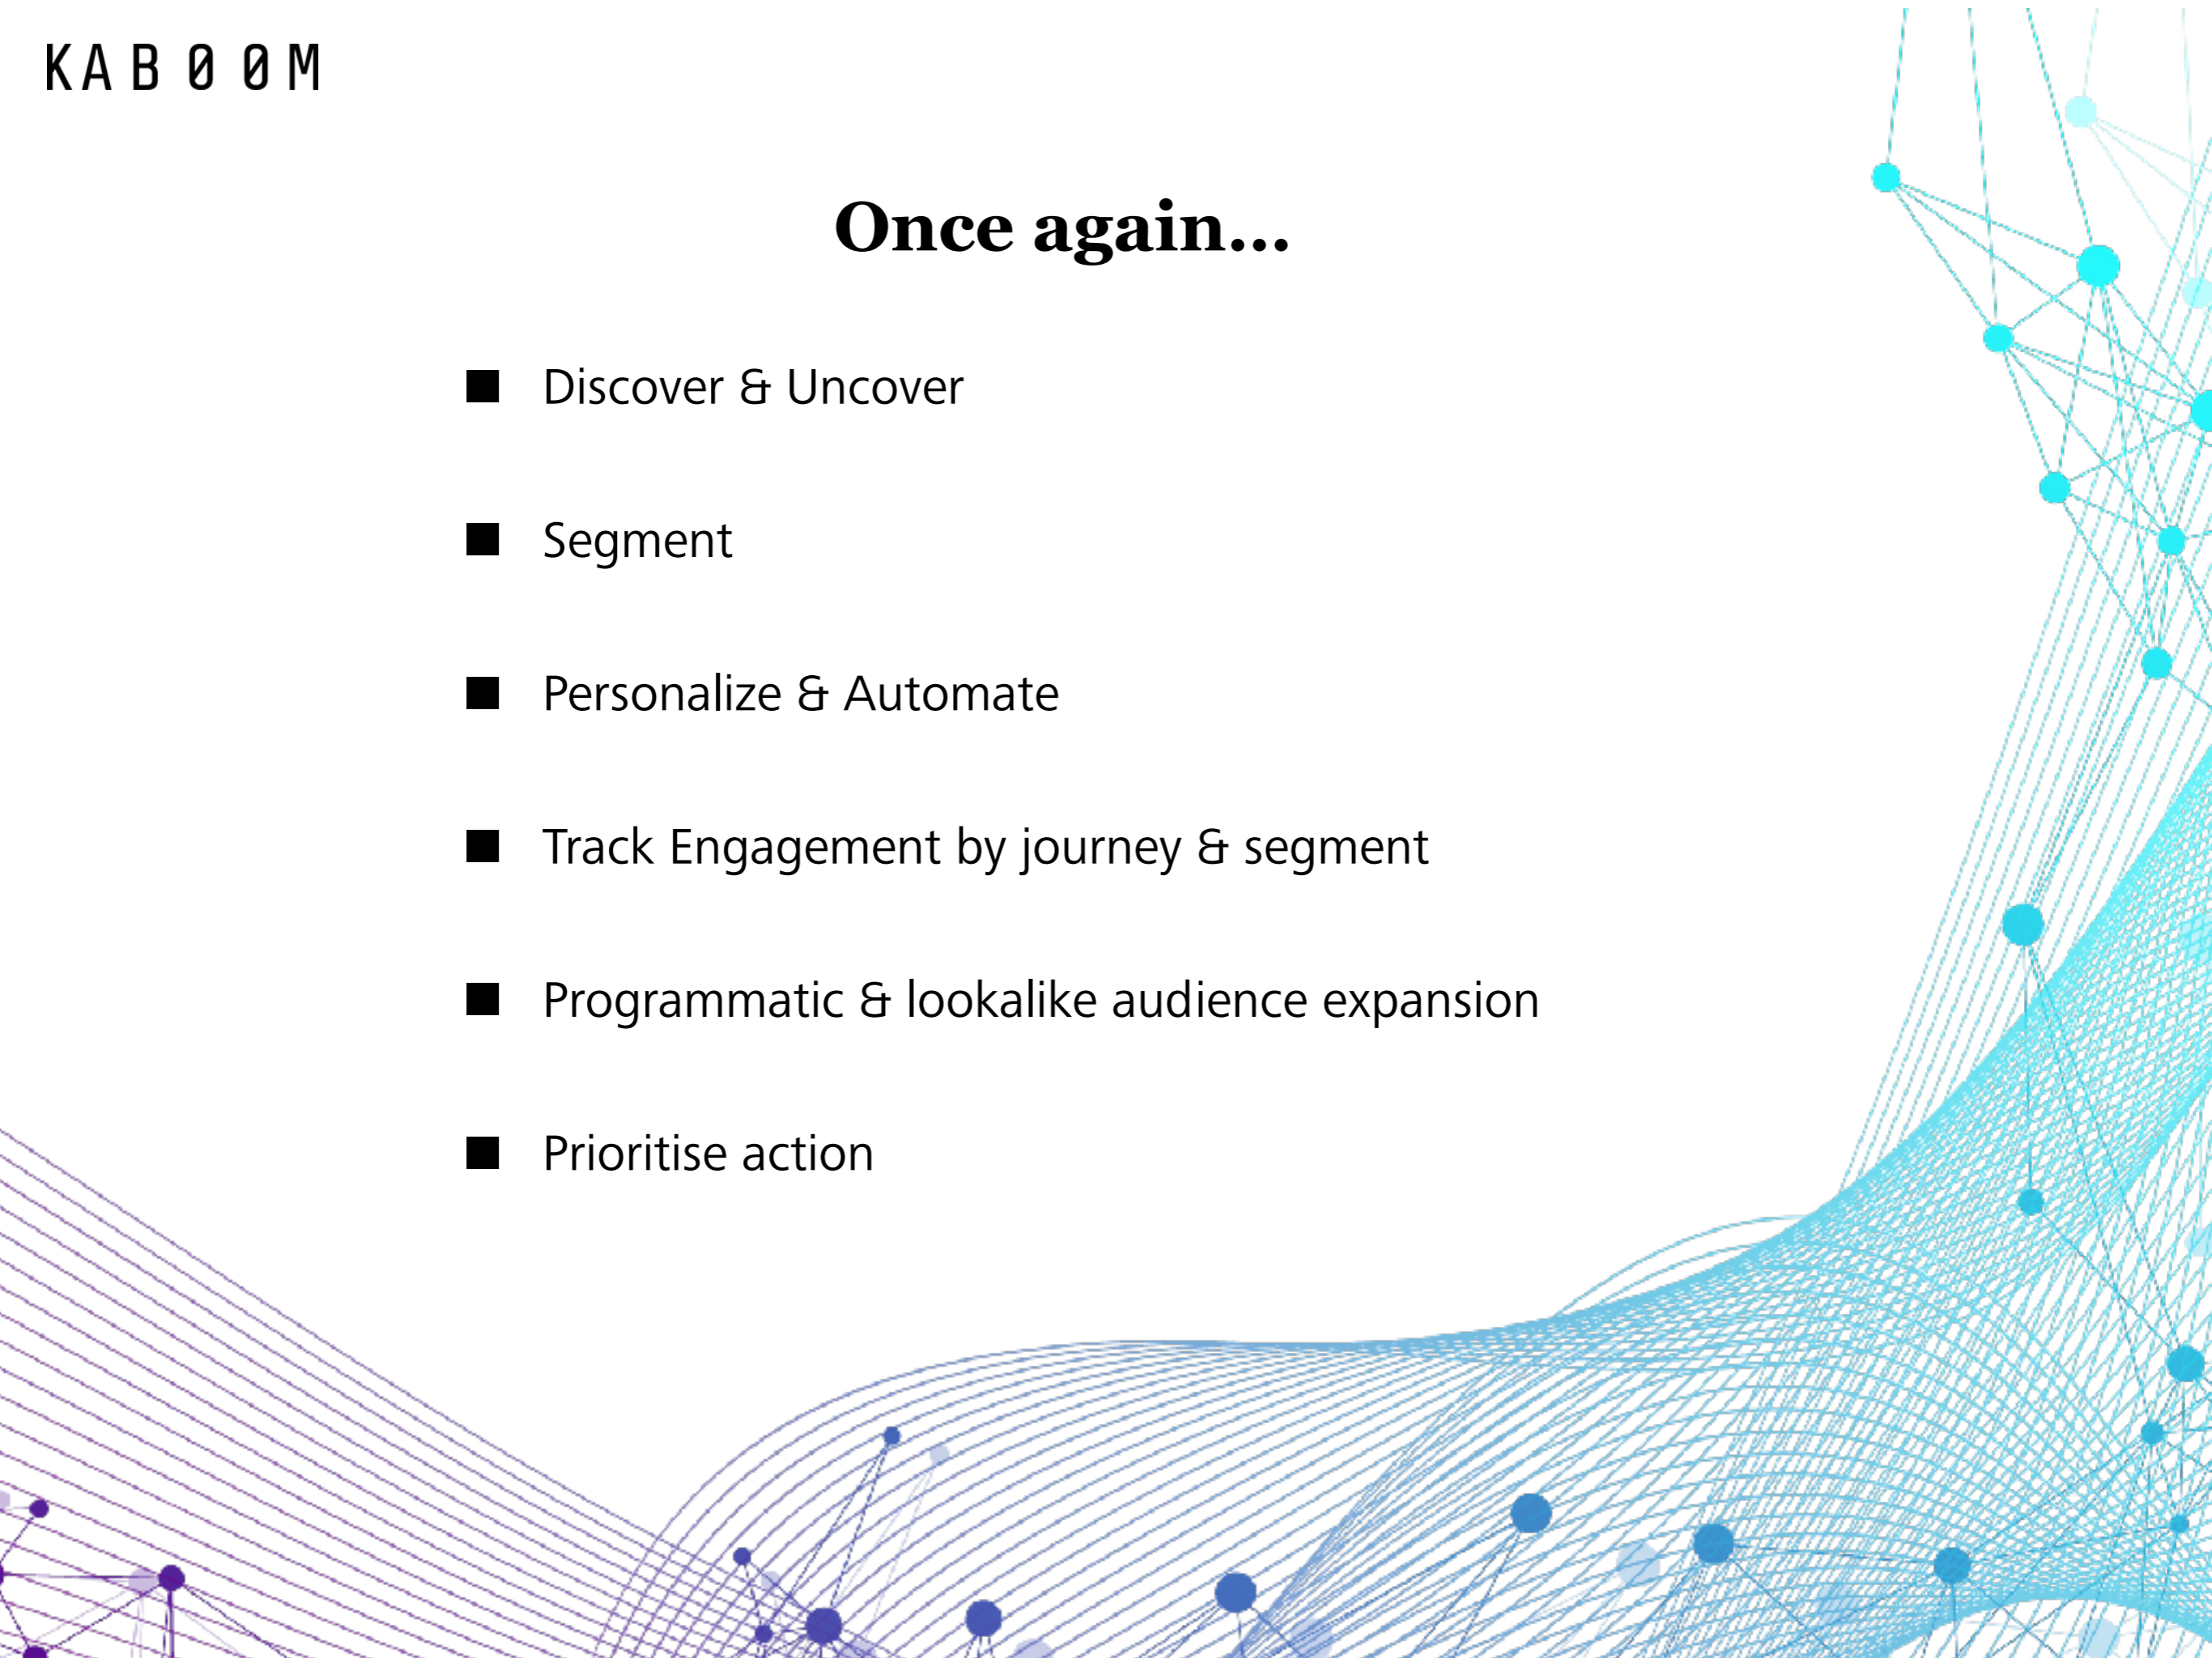 KAB00M
Once again...
■ Discover & Uncover
■ Segment
■ Personalize & Automate
■ Track Engagement by journey & segment
■ Programmatic & lookalike audience expansion
■ Prioritise action